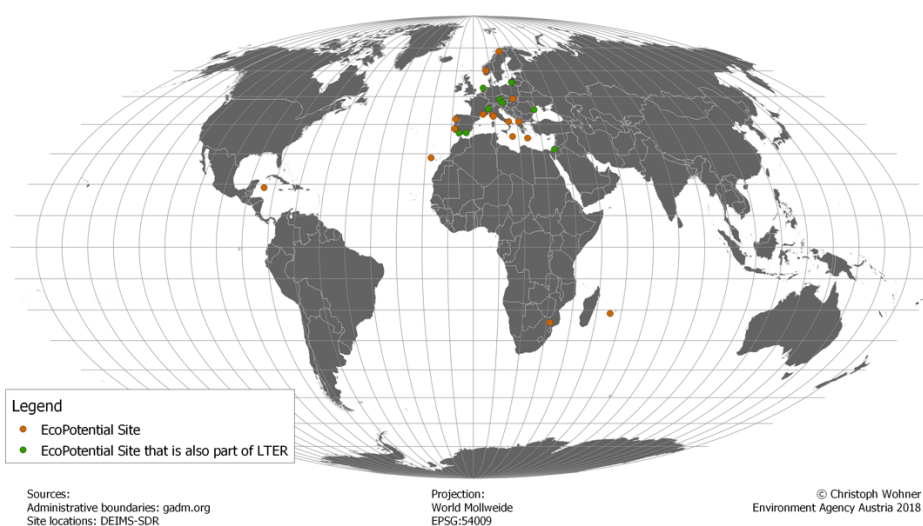 Legend
EcoPotential Site
EcoPotential Site that is also part of LTER
Sources:
Administrative boundaries: gadm.org
Site locations: DEIMS-SDR
Projection:
World Mollweide
EPSG:54009
© Christoph Wohner
Environment Agency Austria 2018